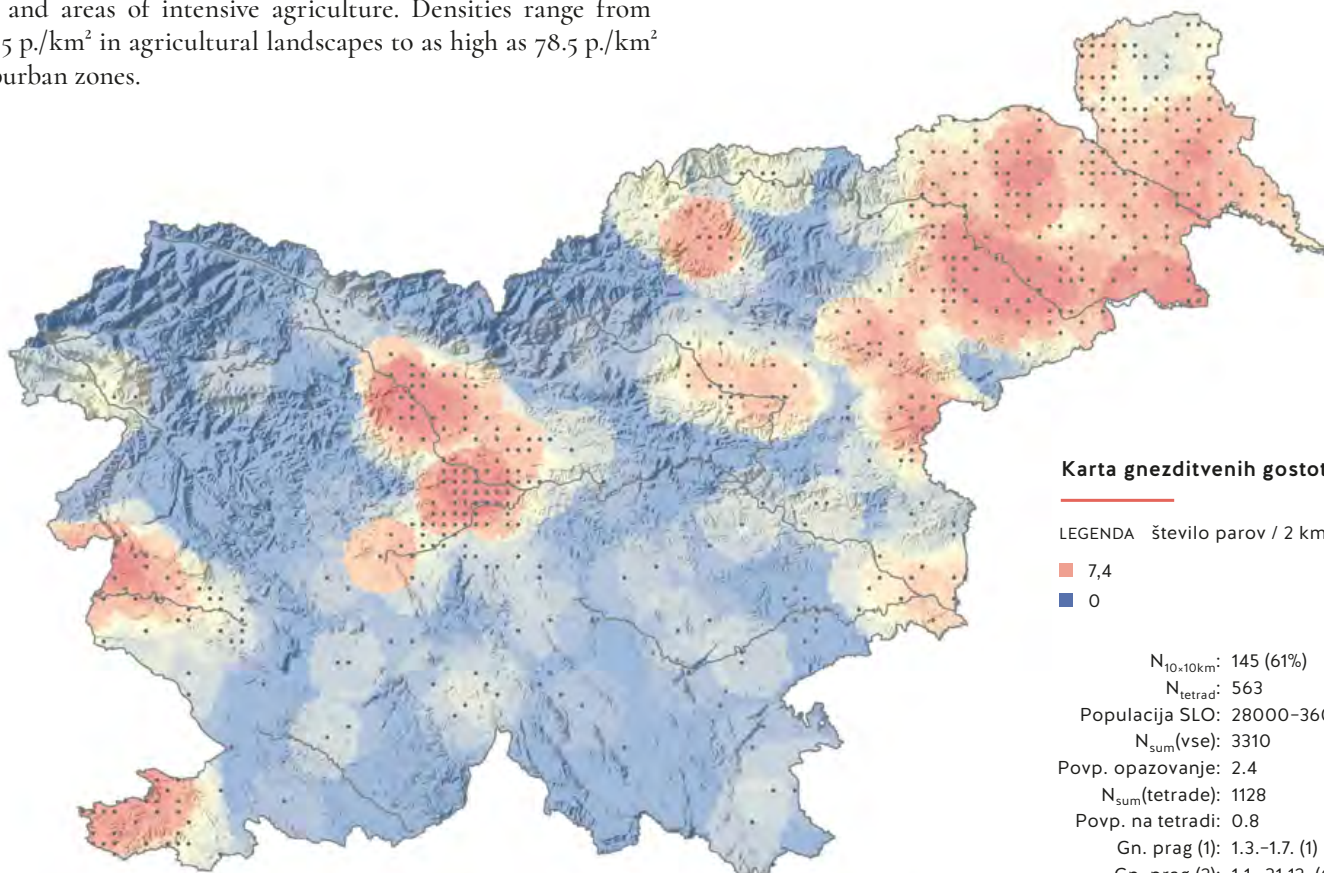 and areas of intensive agriculture. Densities range from
5 p./km² in agricultural landscapes to as high as 78.5 p./km²
urban zones.
Karta gnezditvenih gostot
LEGENDA število parov / 2 km
7,4
0
N10×10km: 145 (61%)
Ntetrad: 563
Populacija SLO: 28000–360
Nsum(vse): 3310
Povp. opazovanje: 2.4
Nsum(tetrade): 1128
Povp. na tetradi: 0.8
Gn. prag (1): 1.3.–1.7. (1)